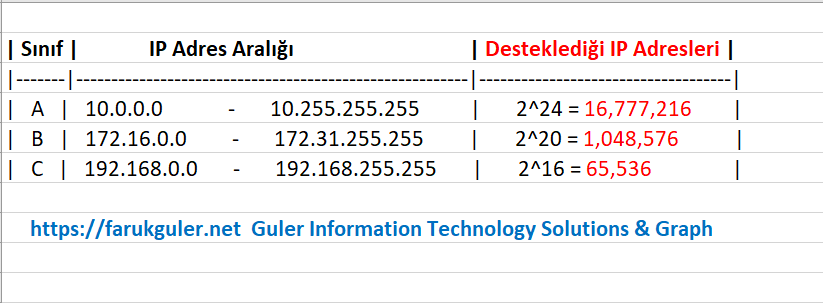 | Sınıf | IP Adres Aralığı | Desteklediği IP Adresleri |
|-------|------------------------------------------------------|-----------------------------------|
| A | 10.0.0.0 - 10.255.255.255 | 2^24 = 16,777,216 |
| B | 172.16.0.0 - 172.31.255.255 | 2^20 = 1,048,576 |
| C | 192.168.0.0 - 192.168.255.255 | 2^16 = 65,536 |
https://farukguler.net Guler Information Technology Solutions & Graph